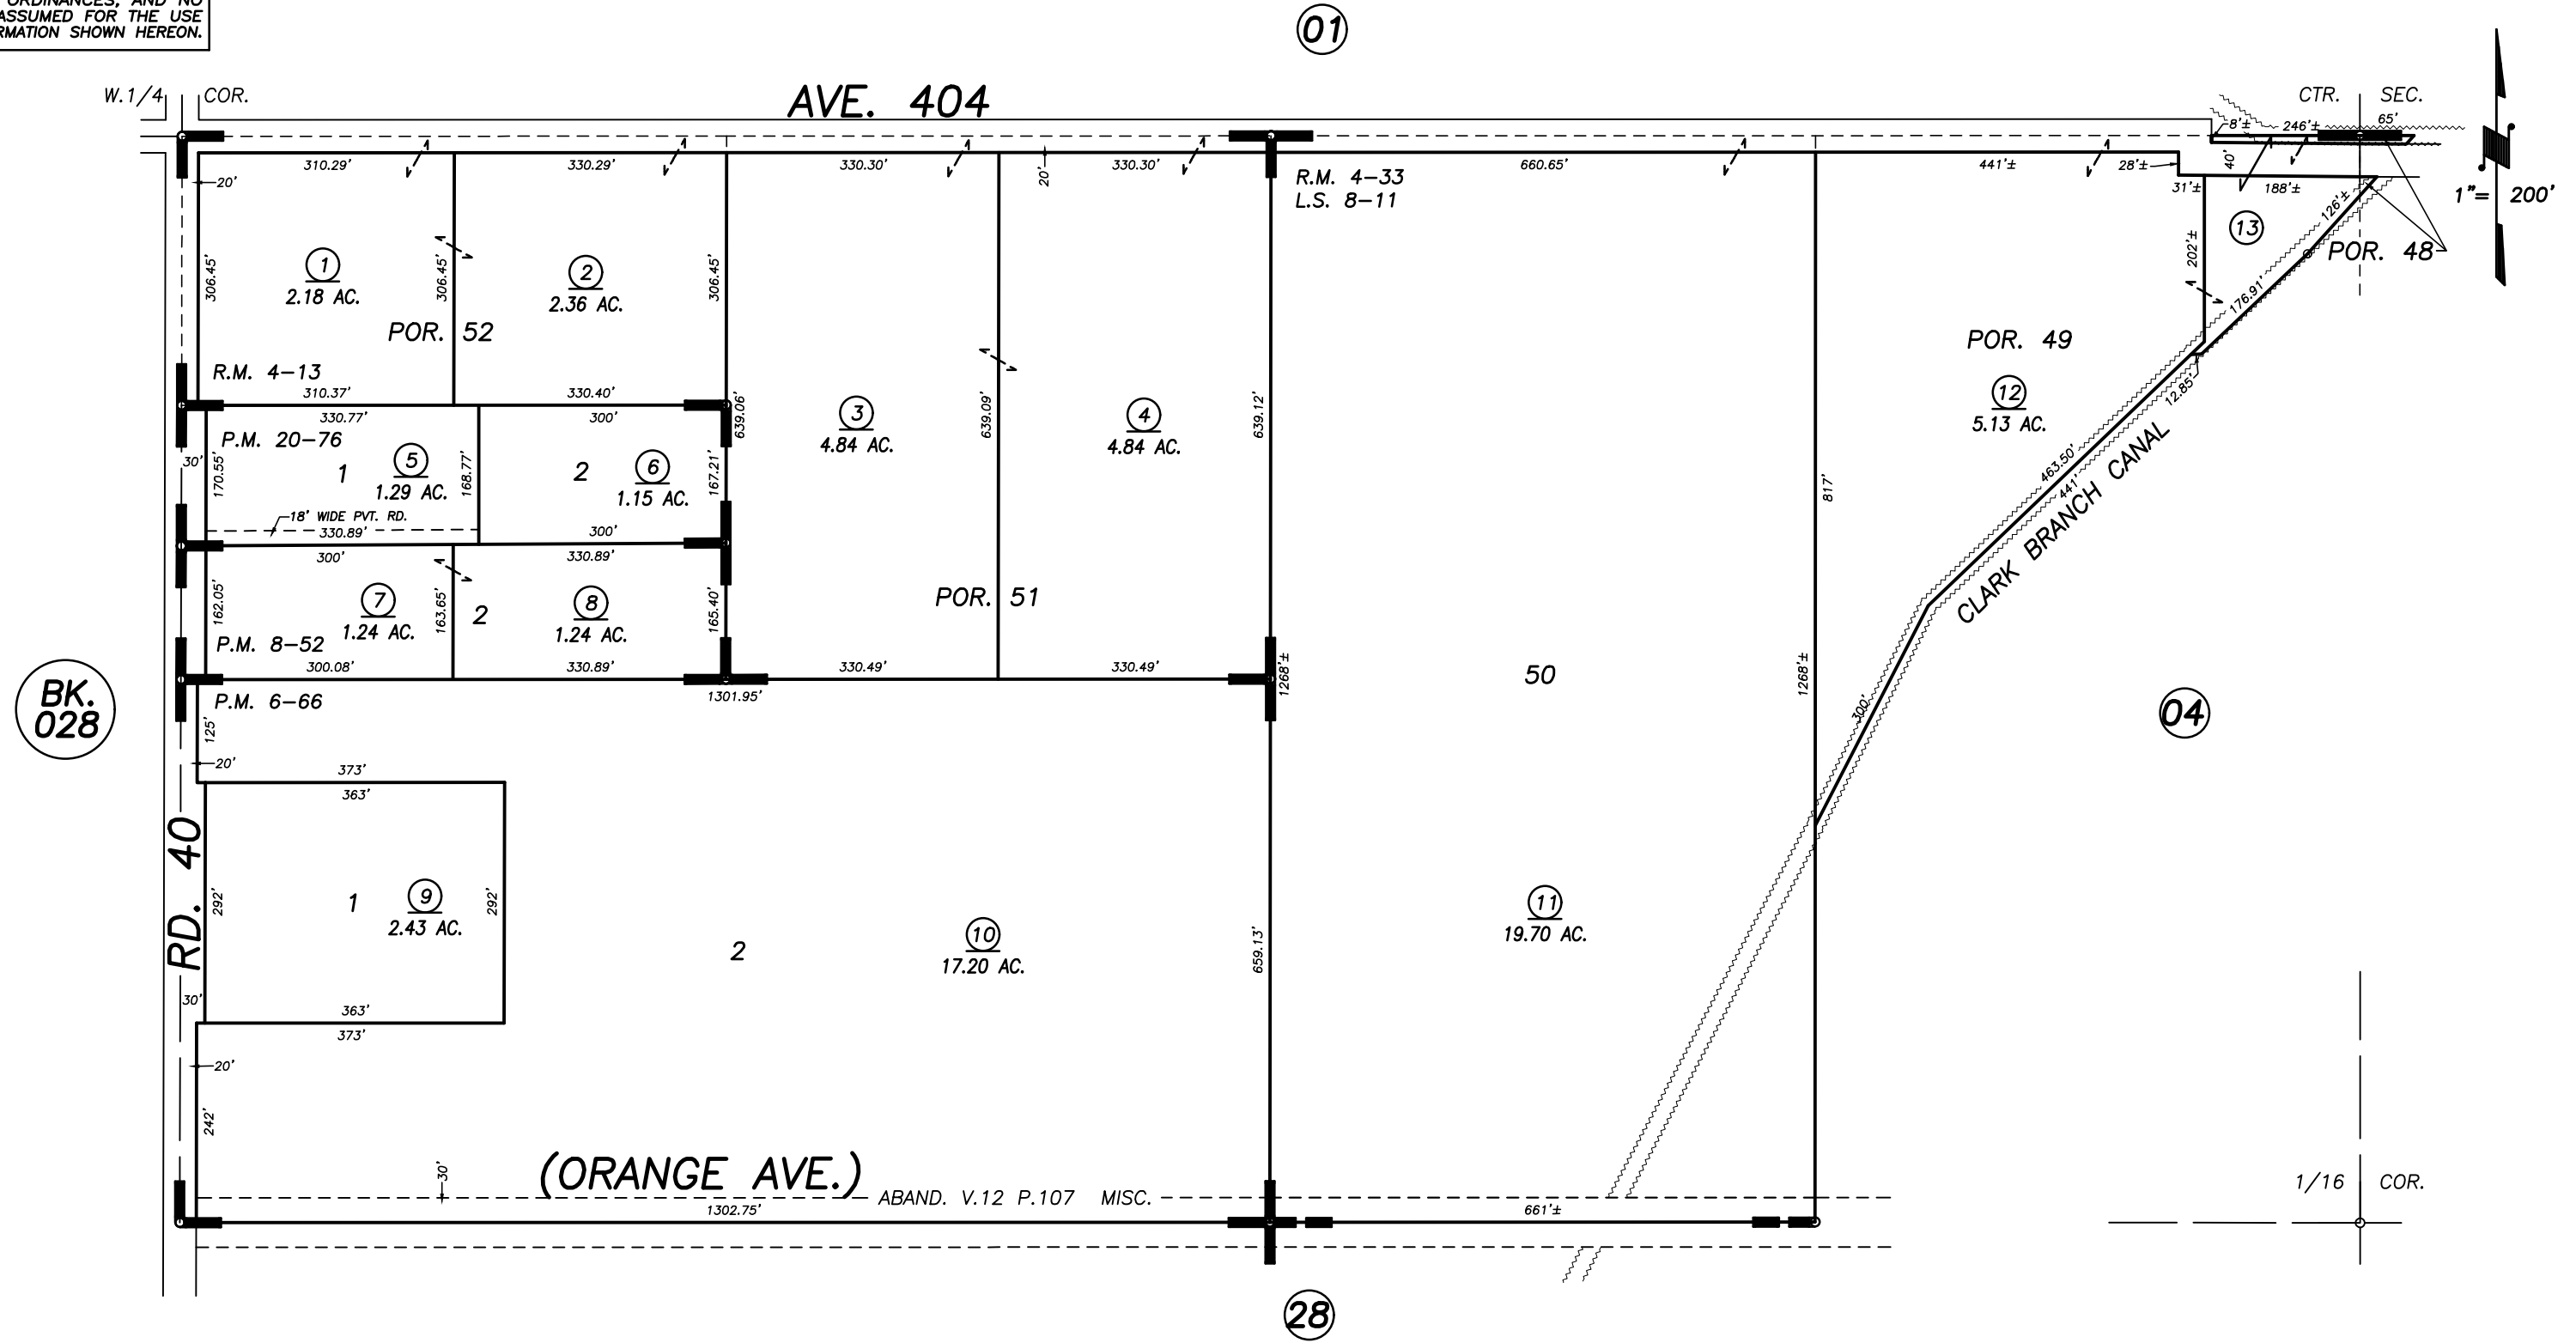 ORDINANCES, AND NO
ASSUMED FOR THE USE
RMATION SHOWN HEREON.
01
W.1/4 COR.
AVE. 404
CTR. SEC.
8'±
246'±
65'
310.29'
330.29'
330.30'
20'
330.30'
660.65'
441'±
28'±
40'
20'
R.M. 4-33
L.S. 8-11
31'±
188'±
126'±
1"= 200'
13
POR. 48
306.45'
1
2.18 AC.
306.45'
2
2.36 AC.
306.45'
202'±
176.91'
POR. 52
POR. 49
R.M. 4-13
310.37'
330.40'
12.85'
12
5.13 AC.
330.77'
300'
639.06'
3
4.84 AC.
639.09'
4
4.84 AC.
639.12'
P.M. 20-76
30'
170.55'
1
5
1.29 AC.
168.77'
2
6
1.15 AC.
167.21'
817'
463.50'
441'
CLARK BRANCH CANAL
18' WIDE PVT. RD.
330.89'
300'
300'
330.89'
162.05'
7
1.24 AC.
163.65'
2
8
1.24 AC.
165.40'
POR. 51
P.M. 8-52
300.08'
330.89'
330.49'
330.49'
1268'±
50
1268'±
300'
BK.
028
P.M. 6-66
1301.95'
04
125'
20'
373'
363'
RD. 40
292'
1
9
2.43 AC.
292'
2
10
17.20 AC.
659.13'
11
19.70 AC.
30'
363'
373'
20'
242'
30'
(ORANGE AVE.)
ABAND. V.12 P.107 MISC.
1302.75'
661'±
1/16 COR.
28